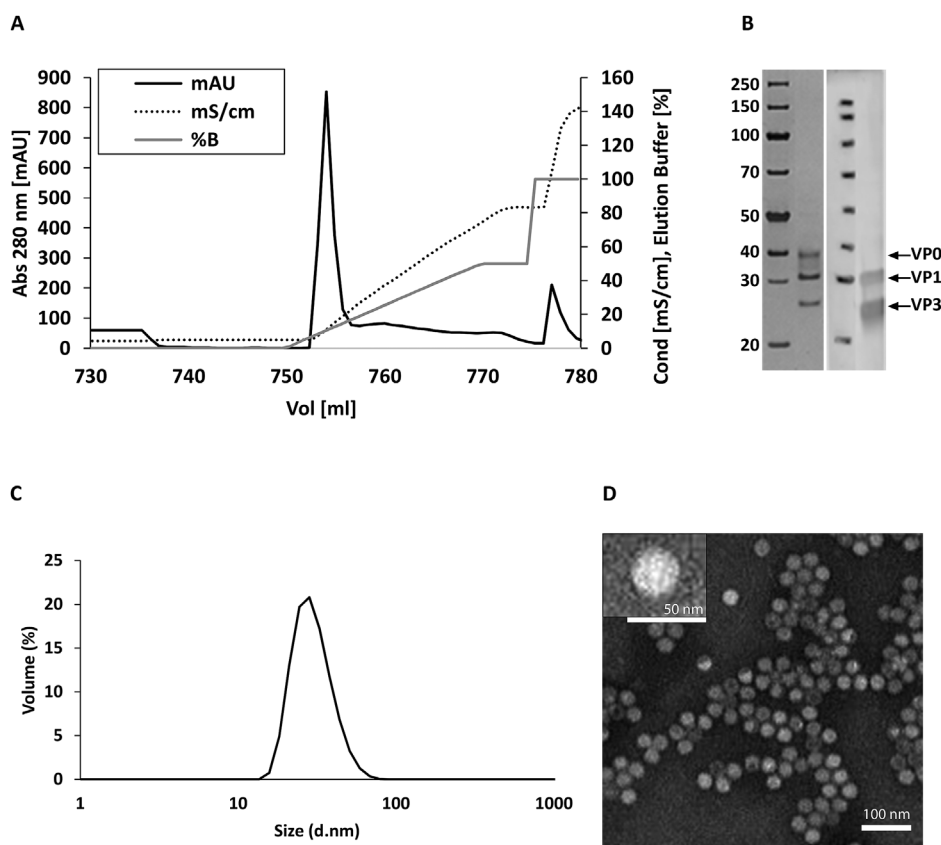 A
B
900
800
700
600
500
400
300
200
100
0
Abs 280 nm [mAU]
mAU
mS/cm
%B
160
140
120
100
80
60
40
20
0
Cond [mS/cm], Elution Buffer [%]
730 740 750 760 770 780
Vol [ml]
250
150
100
70
50
40
30
20
VP0
VP1
VP3
C
D
25
20
15
10
5
0
Volume (%)
1 10 100 1000
Size (d.nm)
50 nm
100 nm